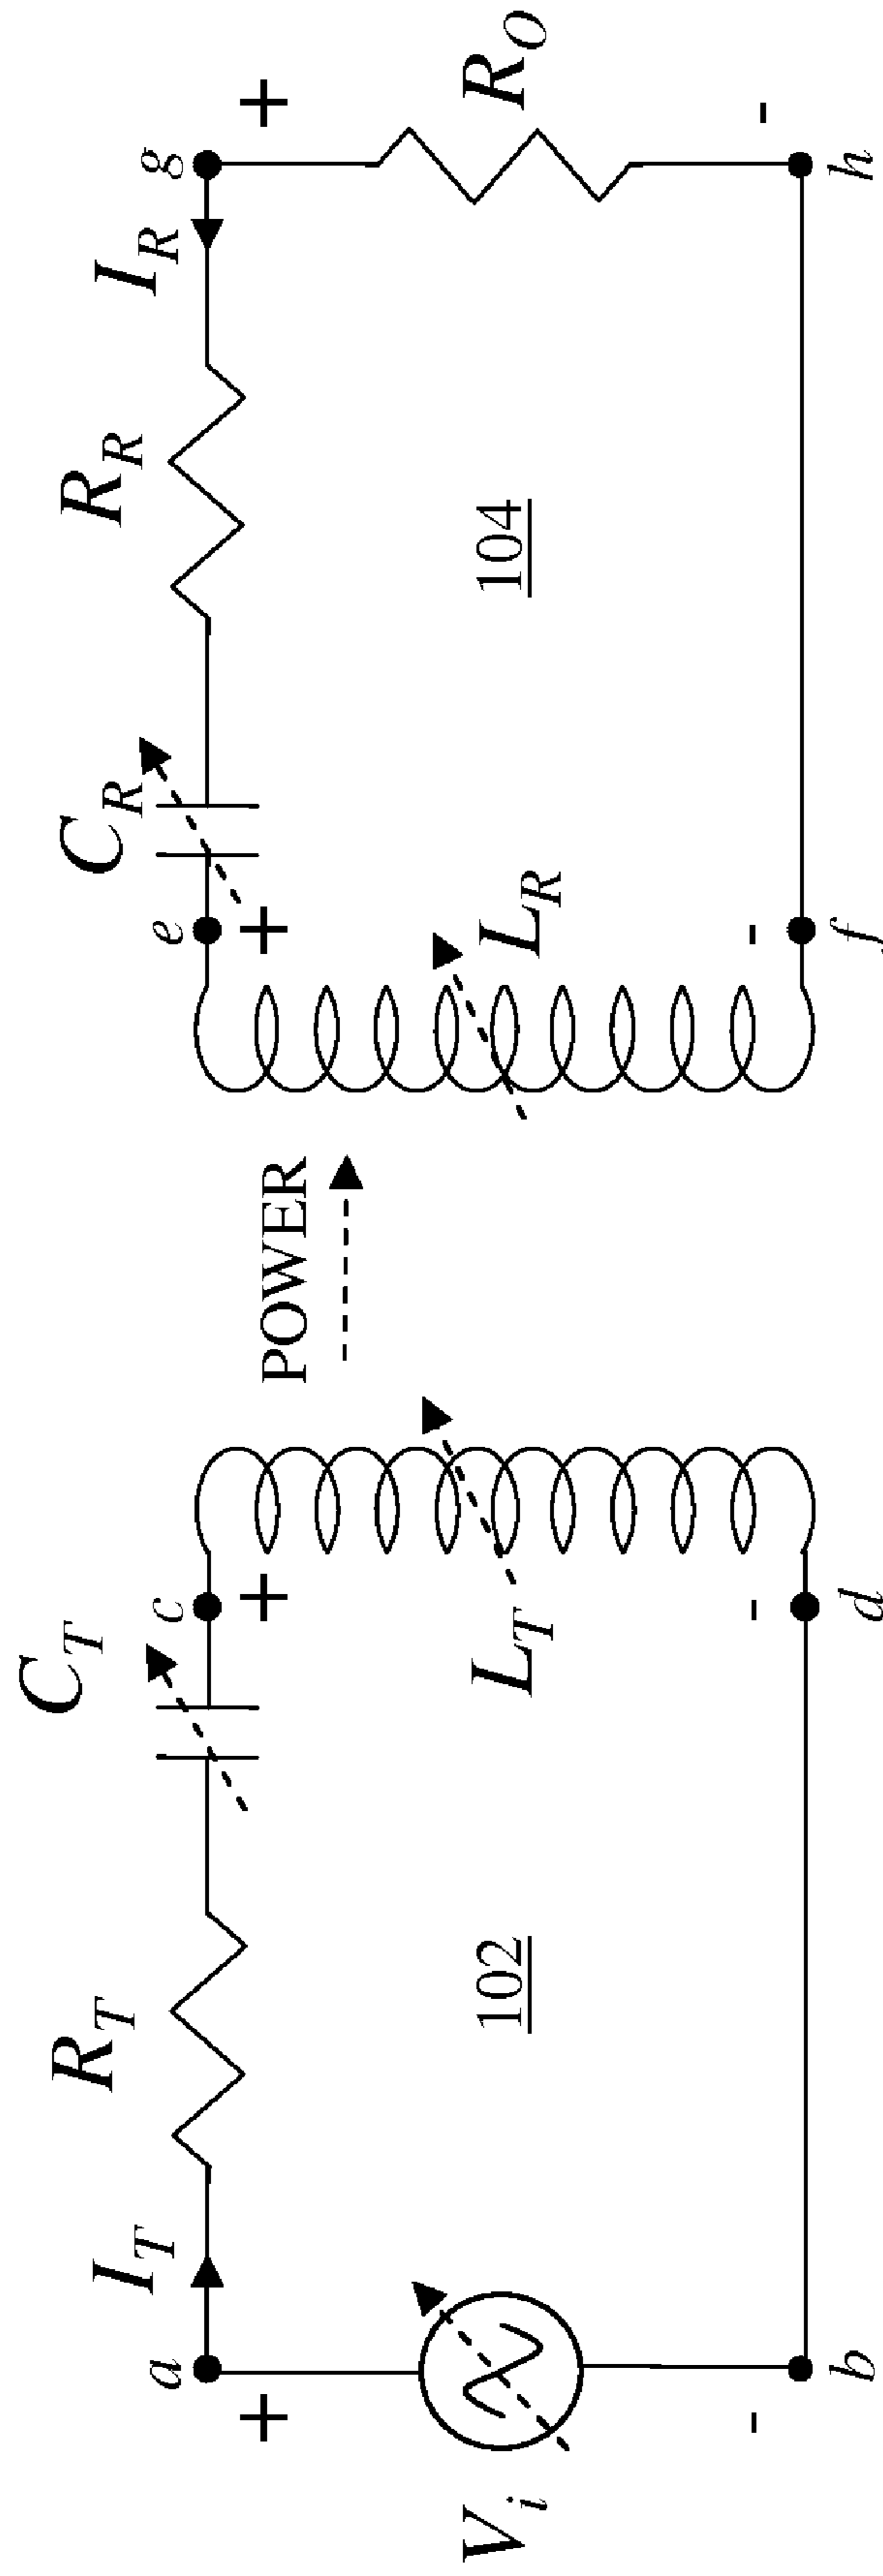 C_T
C_R
R_T
R_R
I_T
I_R
a
c
e
g
+
+
+
+
POWER
V_i
102
L_T
L_R
104
R_O
-
-
-
-
b
d
f
h